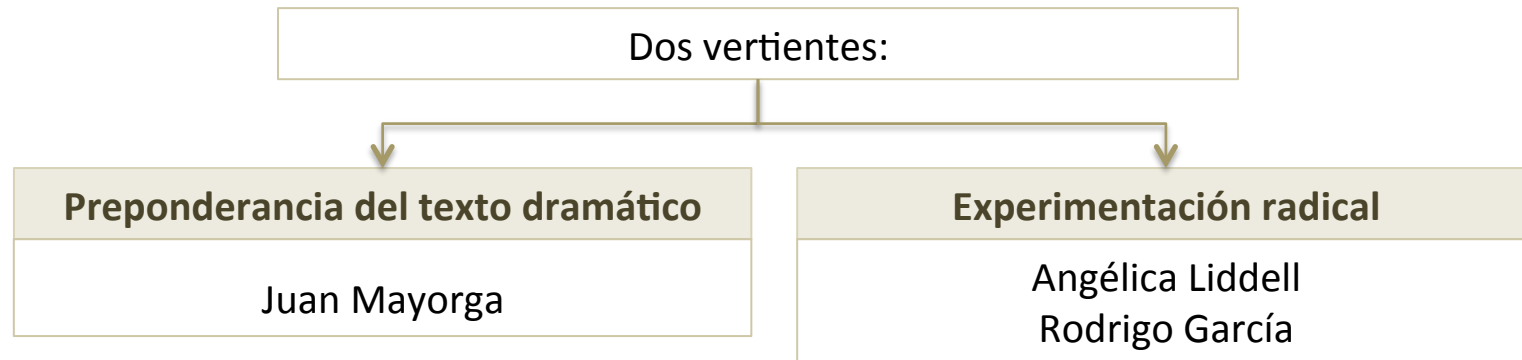 Dos vertientes:
Preponderancia del texto dramático
Juan Mayorga
Experimentación radical
Angélica Liddell
Rodrigo García